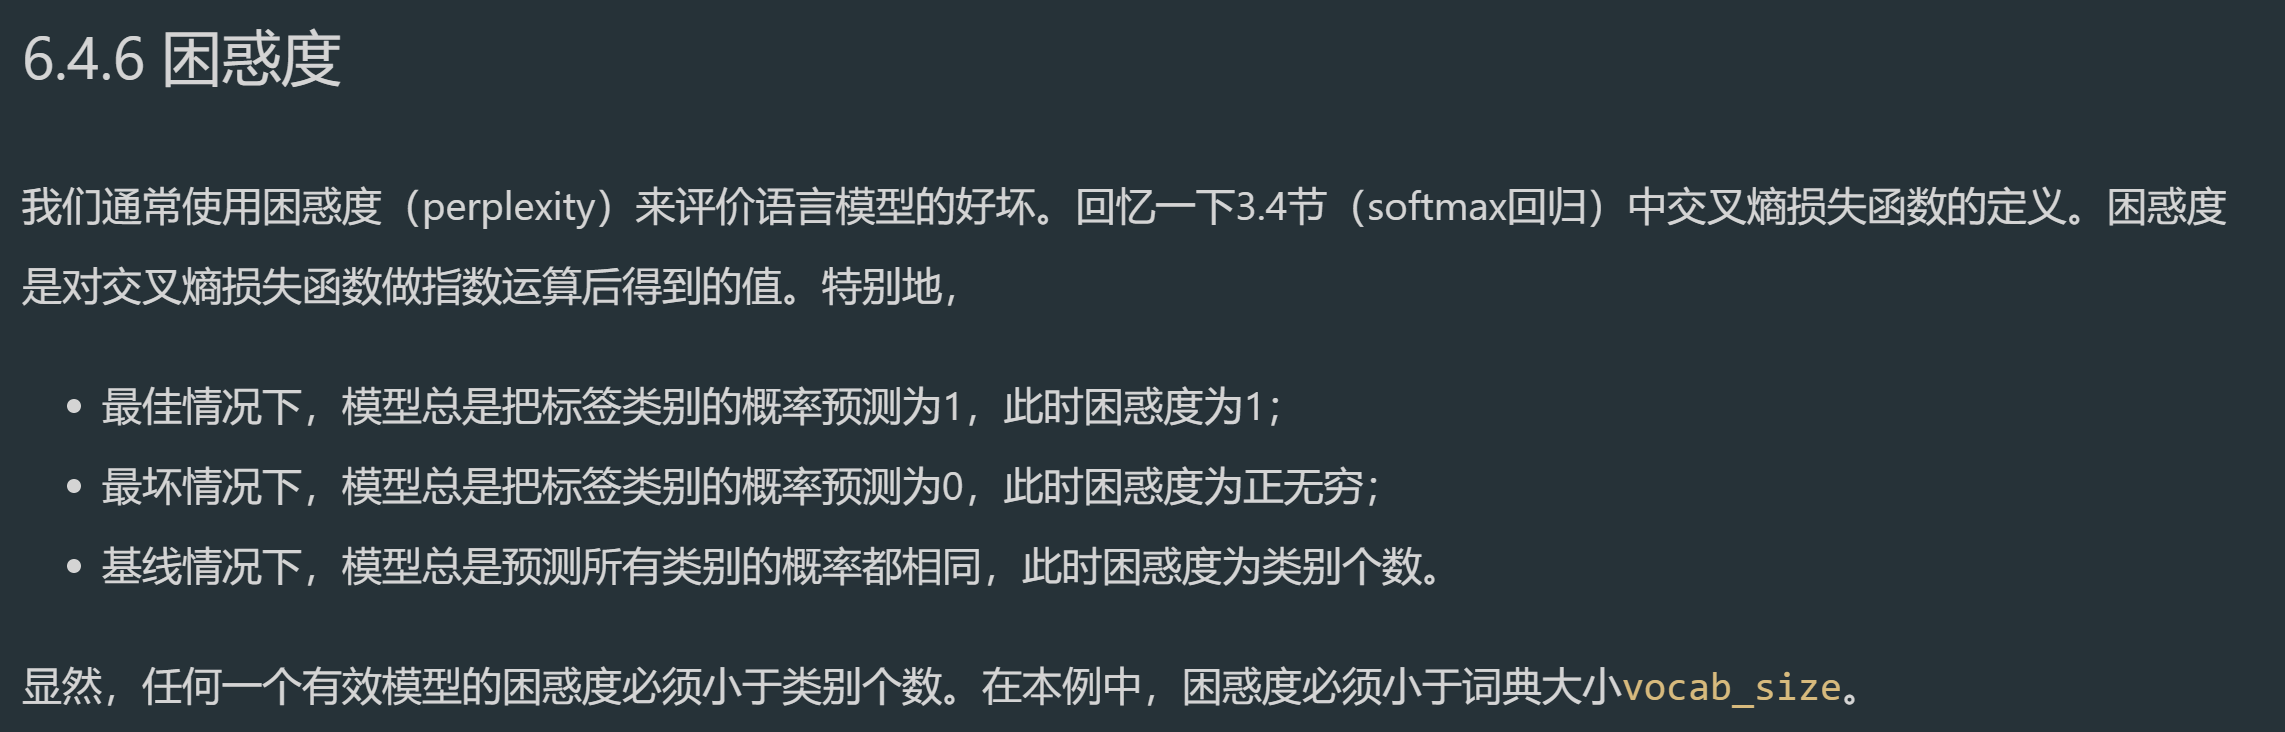 6.4.6 困惑度
我们通常使用困惑度（perplexity）来评价语言模型的好坏。回忆一下3.4节（softmax回归）中交叉熵损失函数的定义。困惑度
是对交叉熵损失函数做指数运算后得到的值。特别地，
• 最佳情况下，模型总是把标签类别的概率预测为1，此时困惑度为1；
• 最坏情况下，模型总是把标签类别的概率预测为0，此时困惑度为正无穷；
• 基线情况下，模型总是预测所有类别的概率都相同，此时困惑度为类别个数。
显然，任何一个有效模型的困惑度必须小于类别个数。在本例中，困惑度必须小于词典大小vocab_size。